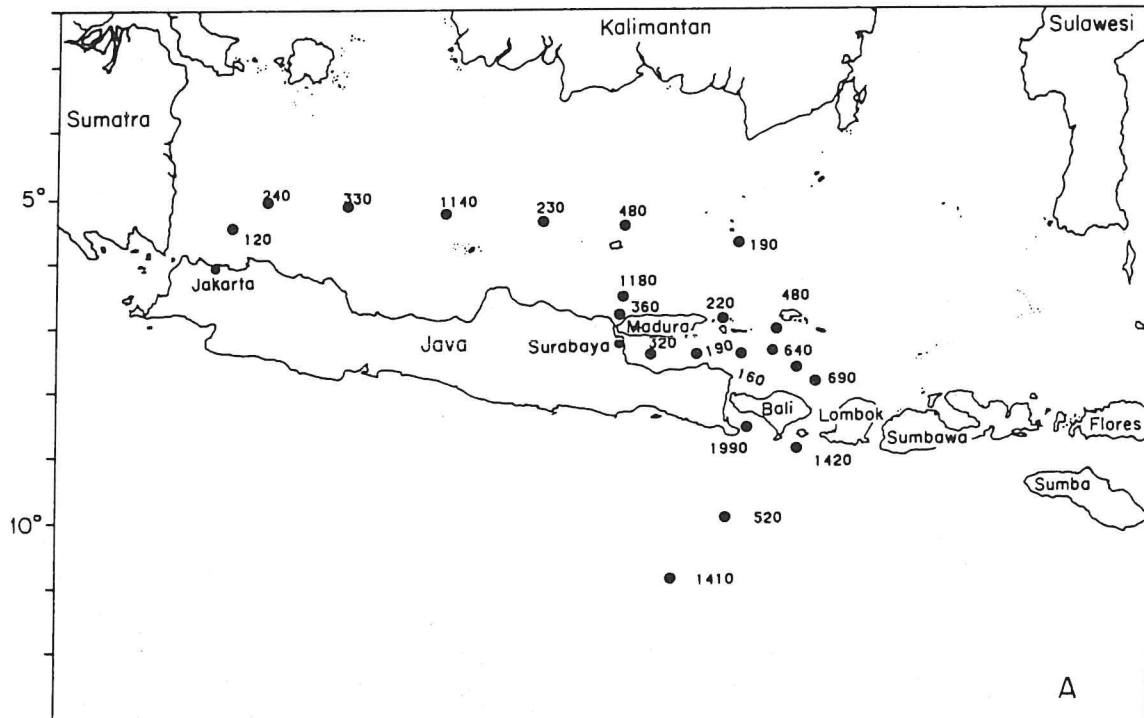 Kalimantan
Sulawesi
Sumatra
5°
240
330
1140
230
480
190
120
Jakarta
1180
360
220
480
Madura
Java
Surabaya
320
190
160
640
690
Bali
Lombok
Sumbawa
Flores
1990
1420
Sumba
10°
520
1410
A